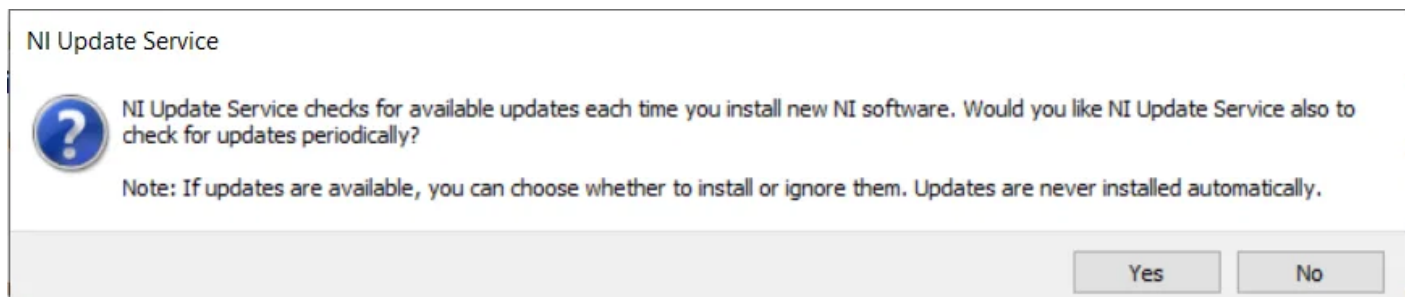 NI Update Service
NI Update Service checks for available updates each time you install new NI software. Would you like NI Update Service also to
check for updates periodically?
Note: If updates are available, you can choose whether to install or ignore them. Updates are never installed automatically.
Yes No